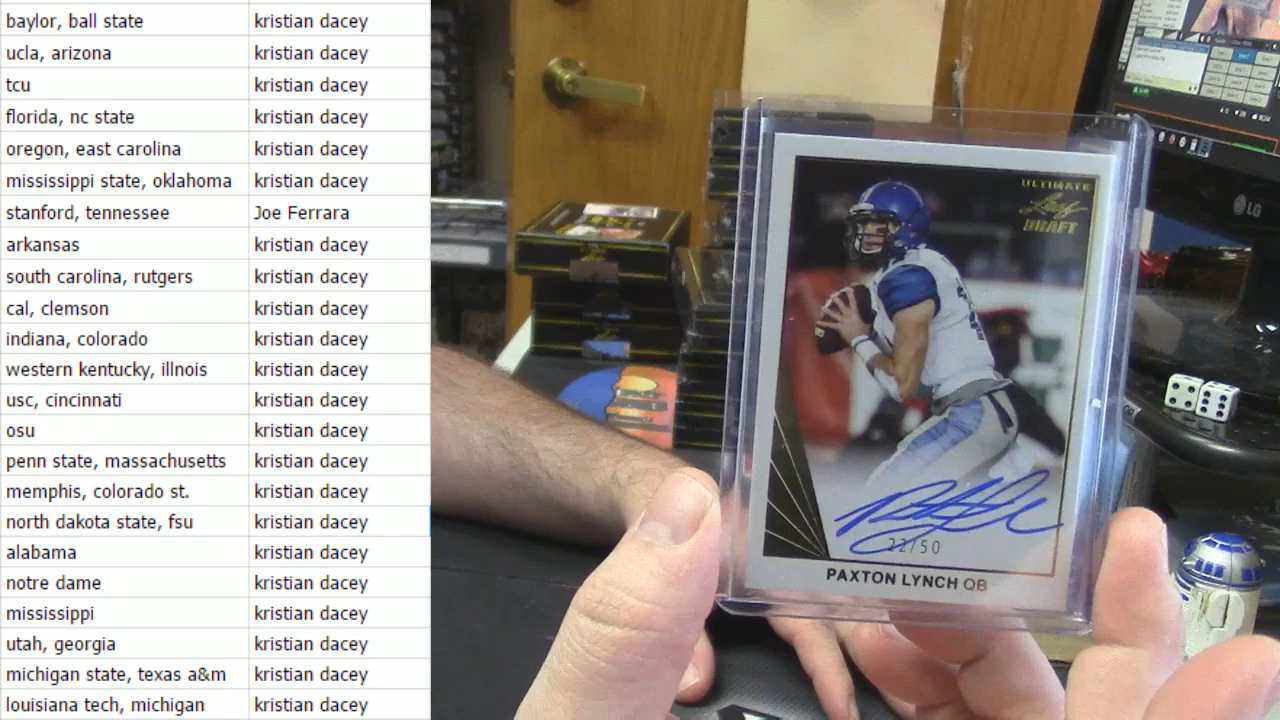 baylor, ball state kristian dacey
ucla, arizona kristian dacey
tcu kristian dacey
florida, nc state kristian dacey
oregon, east carolina kristian dacey
mississippi state, oklahoma kristian dacey
stanford, tennessee Joe Ferrara
arkansas kristian dacey
south carolina, rutgers kristian dacey
cal, clemson kristian dacey
indiana, colorado kristian dacey
western kentucky, illnois kristian dacey
usc, cincinnati kristian dacey
osu kristian dacey
penn state, massachusetts kristian dacey
memphis, colorado st. kristian dacey
north dakota state, fsu kristian dacey
alabama kristian dacey
notre dame kristian dacey
mississippi kristian dacey
utah, georgia kristian dacey
michigan state, texas a&m kristian dacey
louisiana tech, michigan kristian dacey
ULTIMATE
Leaf
DRAFT
22/50
PAXTON LYNCH QB
LG